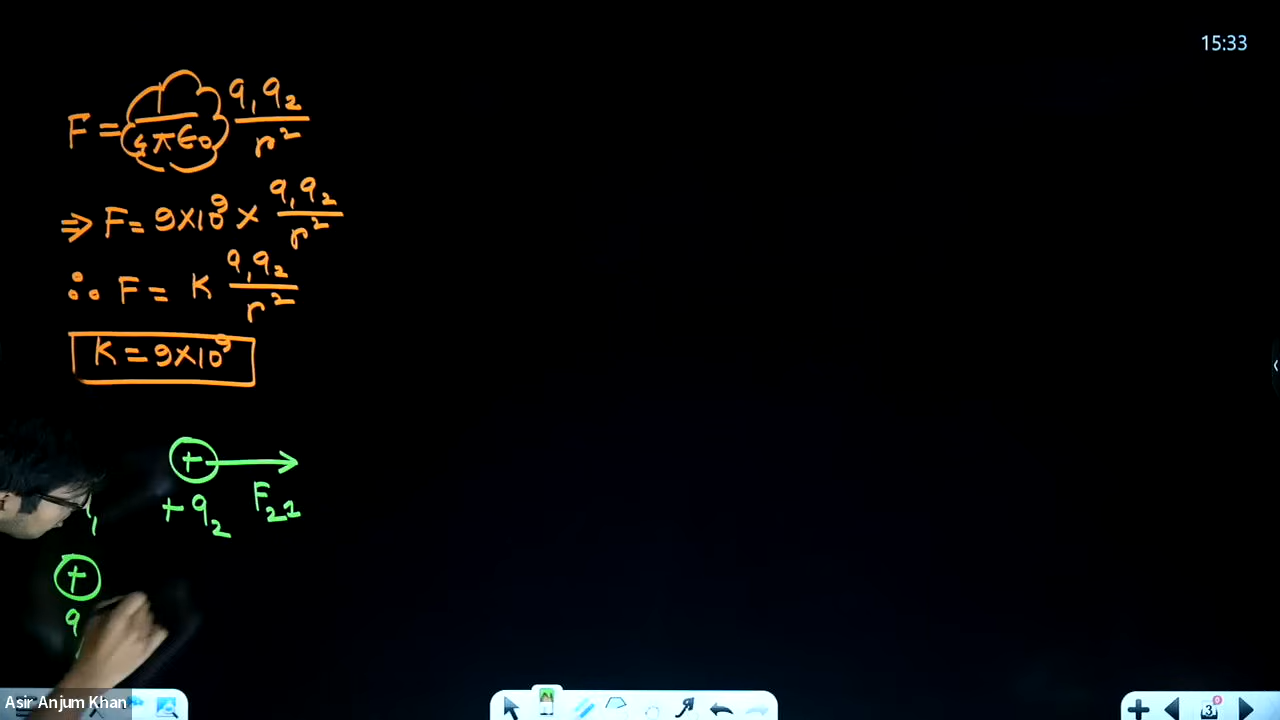 15:33
F = 1/4πε₀ q₁q₂/r²
⇒ F = 9×10⁹ × q₁q₂/r²
∴ F = K q₁q₂/r²
K = 9×10⁹
+ 
+q₂ F₂₁
+
q
Asir Anjum Khan
3